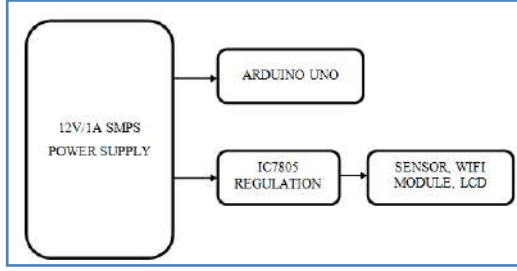 12V/1A SMPS
POWER SUPPLY
ARDUINO UNO
IC7805
REGULATION
SENSOR, WIFI
MODULE, LCD